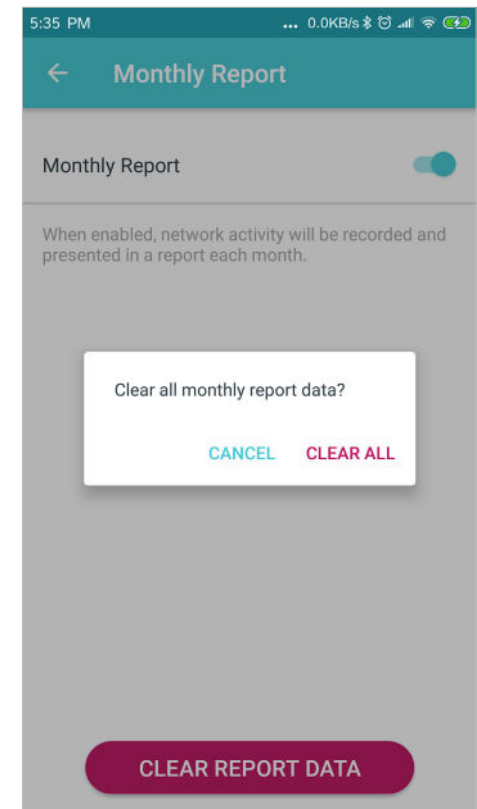 5:35 PM ... 0.0KB/s
Monthly Report
Monthly Report
When enabled, network activity will be recorded and
presented in a report each month.
Clear all monthly report data?
CANCEL CLEAR ALL
CLEAR REPORT DATA